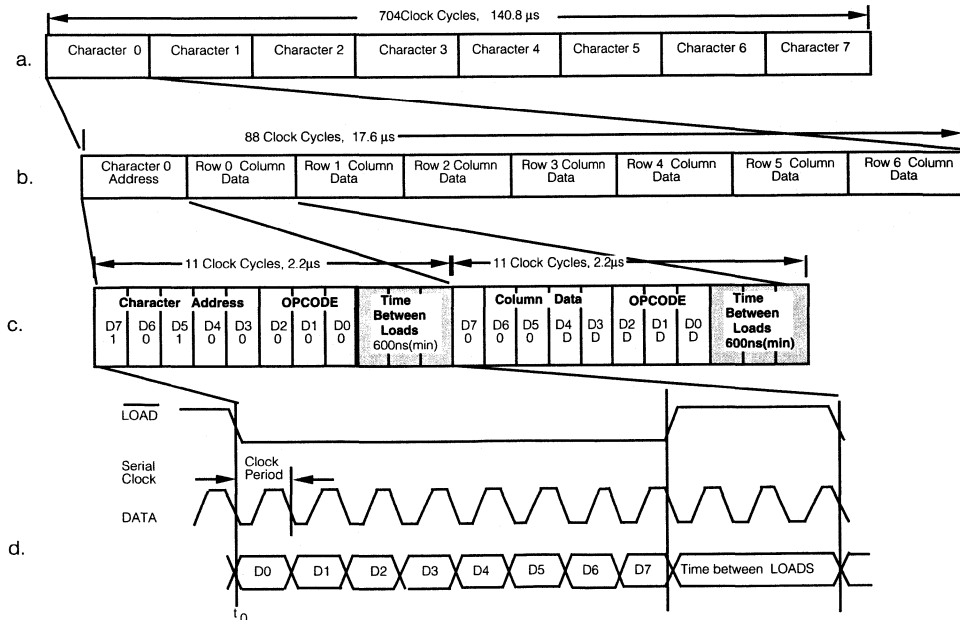 704Clock Cycles, 140.8 µs
a.
Character 0 Character 1 Character 2 Character 3 Character 4 Character 5 Character 6 Character 7
88 Clock Cycles, 17.6 µs
b.
Character 0 Address
Row 0 Column Data
Row 1 Column Data
Row 2 Column Data
Row 3 Column Data
Row 4 Column Data
Row 5 Column Data
Row 6 Column Data
11 Clock Cycles, 2.2µs
11 Clock Cycles, 2.2µs
c.
Character Address OPCODE
D7 D6 D5 D4 D3 D2 D1 D0
1 0 1 0 0 0 0 0
Time
Between
Loads
600ns(min)
Column Data OPCODE
D7 D6 D5 D4 D3 D2 D1 D0
0 0 0 D D D D D
Time
Between
Loads
600ns(min)
LOAD
Serial
Clock
Clock
Period
DATA
d.
D0 D1 D2 D3 D4 D5 D6 D7 Time between LOADS
t0